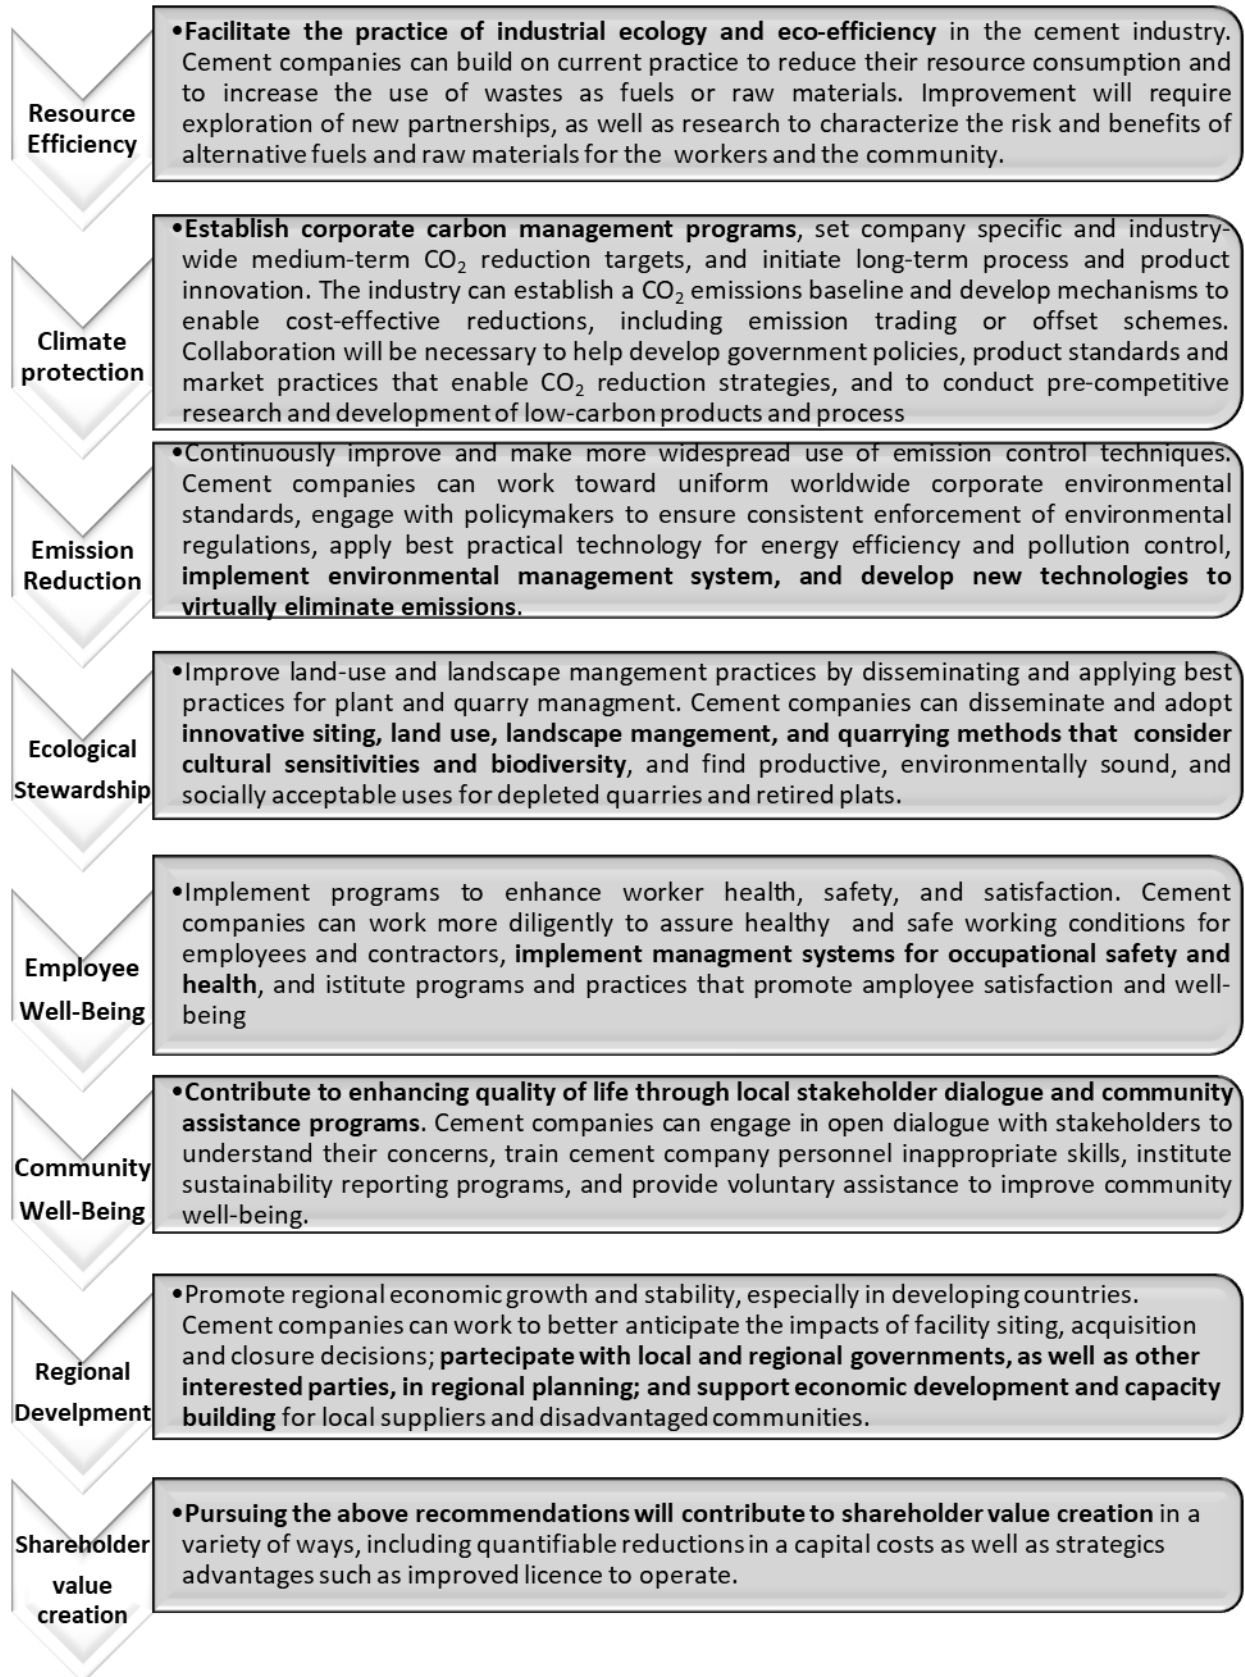 Resource
Efficiency
•Facilitate the practice of industrial ecology and eco-efficiency in the cement industry.
Cement companies can build on current practice to reduce their resource consumption and
to increase the use of wastes as fuels or raw materials. Improvement will require
exploration of new partnerships, as well as research to characterize the risk and benefits of
alternative fuels and raw materials for the workers and the community.
Climate
protection
•Establish corporate carbon management programs, set company specific and industry-
wide medium-term CO₂ reduction targets, and initiate long-term process and product
innovation. The industry can establish a CO₂ emissions baseline and develop mechanisms to
enable cost-effective reductions, including emission trading or offset schemes.
Collaboration will be necessary to help develop government policies, product standards and
market practices that enable CO₂ reduction strategies, and to conduct pre-competitive
research and development of low-carbon products and process
Emission
Reduction
•Continuously improve and make more widespread use of emission control techniques.
Cement companies can work toward uniform worldwide corporate environmental
standards, engage with policymakers to ensure consistent enforcement of environmental
regulations, apply best practical technology for energy efficiency and pollution control,
implement environmental management system, and develop new technologies to
virtually eliminate emissions.
Ecological
Stewardship
•Improve land-use and landscape mangement practices by disseminating and applying best
practices for plant and quarry managment. Cement companies can disseminate and adopt
innovative siting, land use, landscape mangement, and quarrying methods that consider
cultural sensitivities and biodiversity, and find productive, environmentally sound, and
socially acceptable uses for depleted quarries and retired plats.
Employee
Well-Being
•Implement programs to enhance worker health, safety, and satisfaction. Cement
companies can work more diligently to assure healthy and safe working conditions for
employees and contractors, implement managment systems for occupational safety and
health, and istitute programs and practices that promote amployee satisfaction and well-
being
Community
Well-Being
•Contribute to enhancing quality of life through local stakeholder dialogue and community
assistance programs. Cement companies can engage in open dialogue with stakeholders to
understand their concerns, train cement company personnel inappropriate skills, institute
sustainability reporting programs, and provide voluntary assistance to improve community
well-being.
Regional
Develpment
•Promote regional economic growth and stability, especially in developing countries.
Cement companies can work to better anticipate the impacts of facility siting, acquisition
and closure decisions; partecipate with local and regional governments, as well as other
interested parties, in regional planning; and support economic development and capacity
building for local suppliers and disadvantaged communities.
Shareholder
value
creation
•Pursuing the above recommendations will contribute to shareholder value creation in a
variety of ways, including quantifiable reductions in a capital costs as well as strategics
advantages such as improved licence to operate.